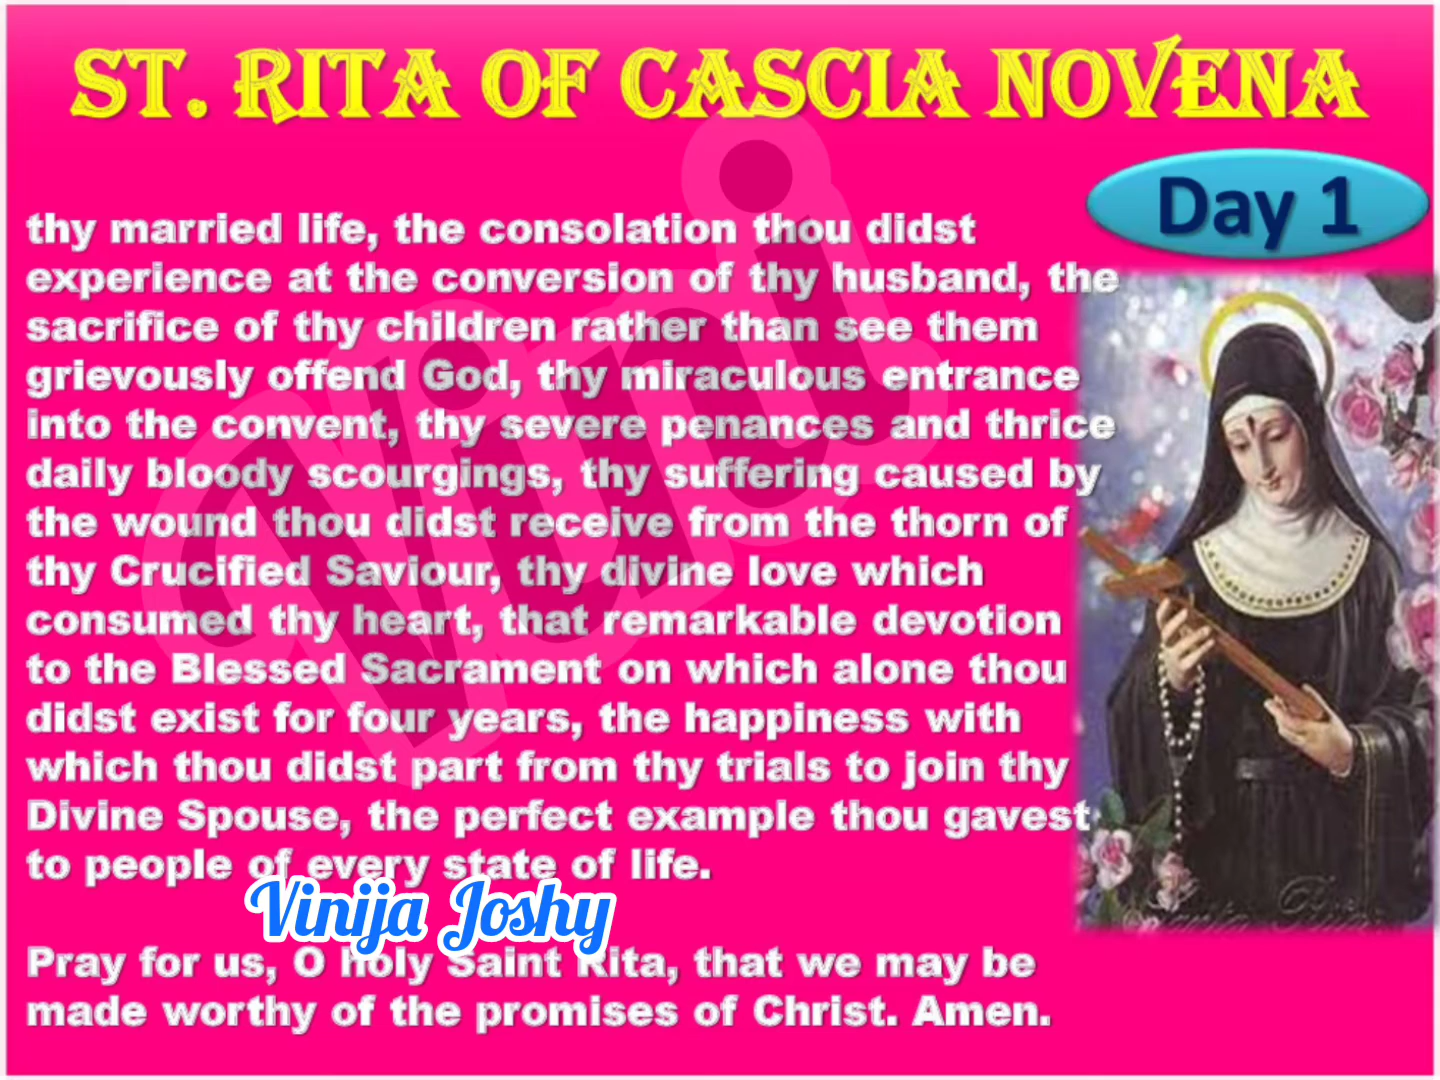 ST. RITA OF CASCIA NOVENA
Day 1
thy married life, the consolation thou didst
experience at the conversion of thy husband, the
sacrifice of thy children rather than see them
grievously offend God, thy miraculous entrance
into the convent, thy severe penances and thrice
daily bloody scourgings, thy suffering caused by
the wound thou didst receive from the thorn of
thy Crucified Saviour, thy divine love which
consumed thy heart, that remarkable devotion
to the Blessed Sacrament on which alone thou
didst exist for four years, the happiness with
which thou didst part from thy trials to join thy
Divine Spouse, the perfect example thou gavest
to people of every state of life.
Vinija Joshy
Pray for us, O holy Saint Rita, that we may be
made worthy of the promises of Christ. Amen.
Vini